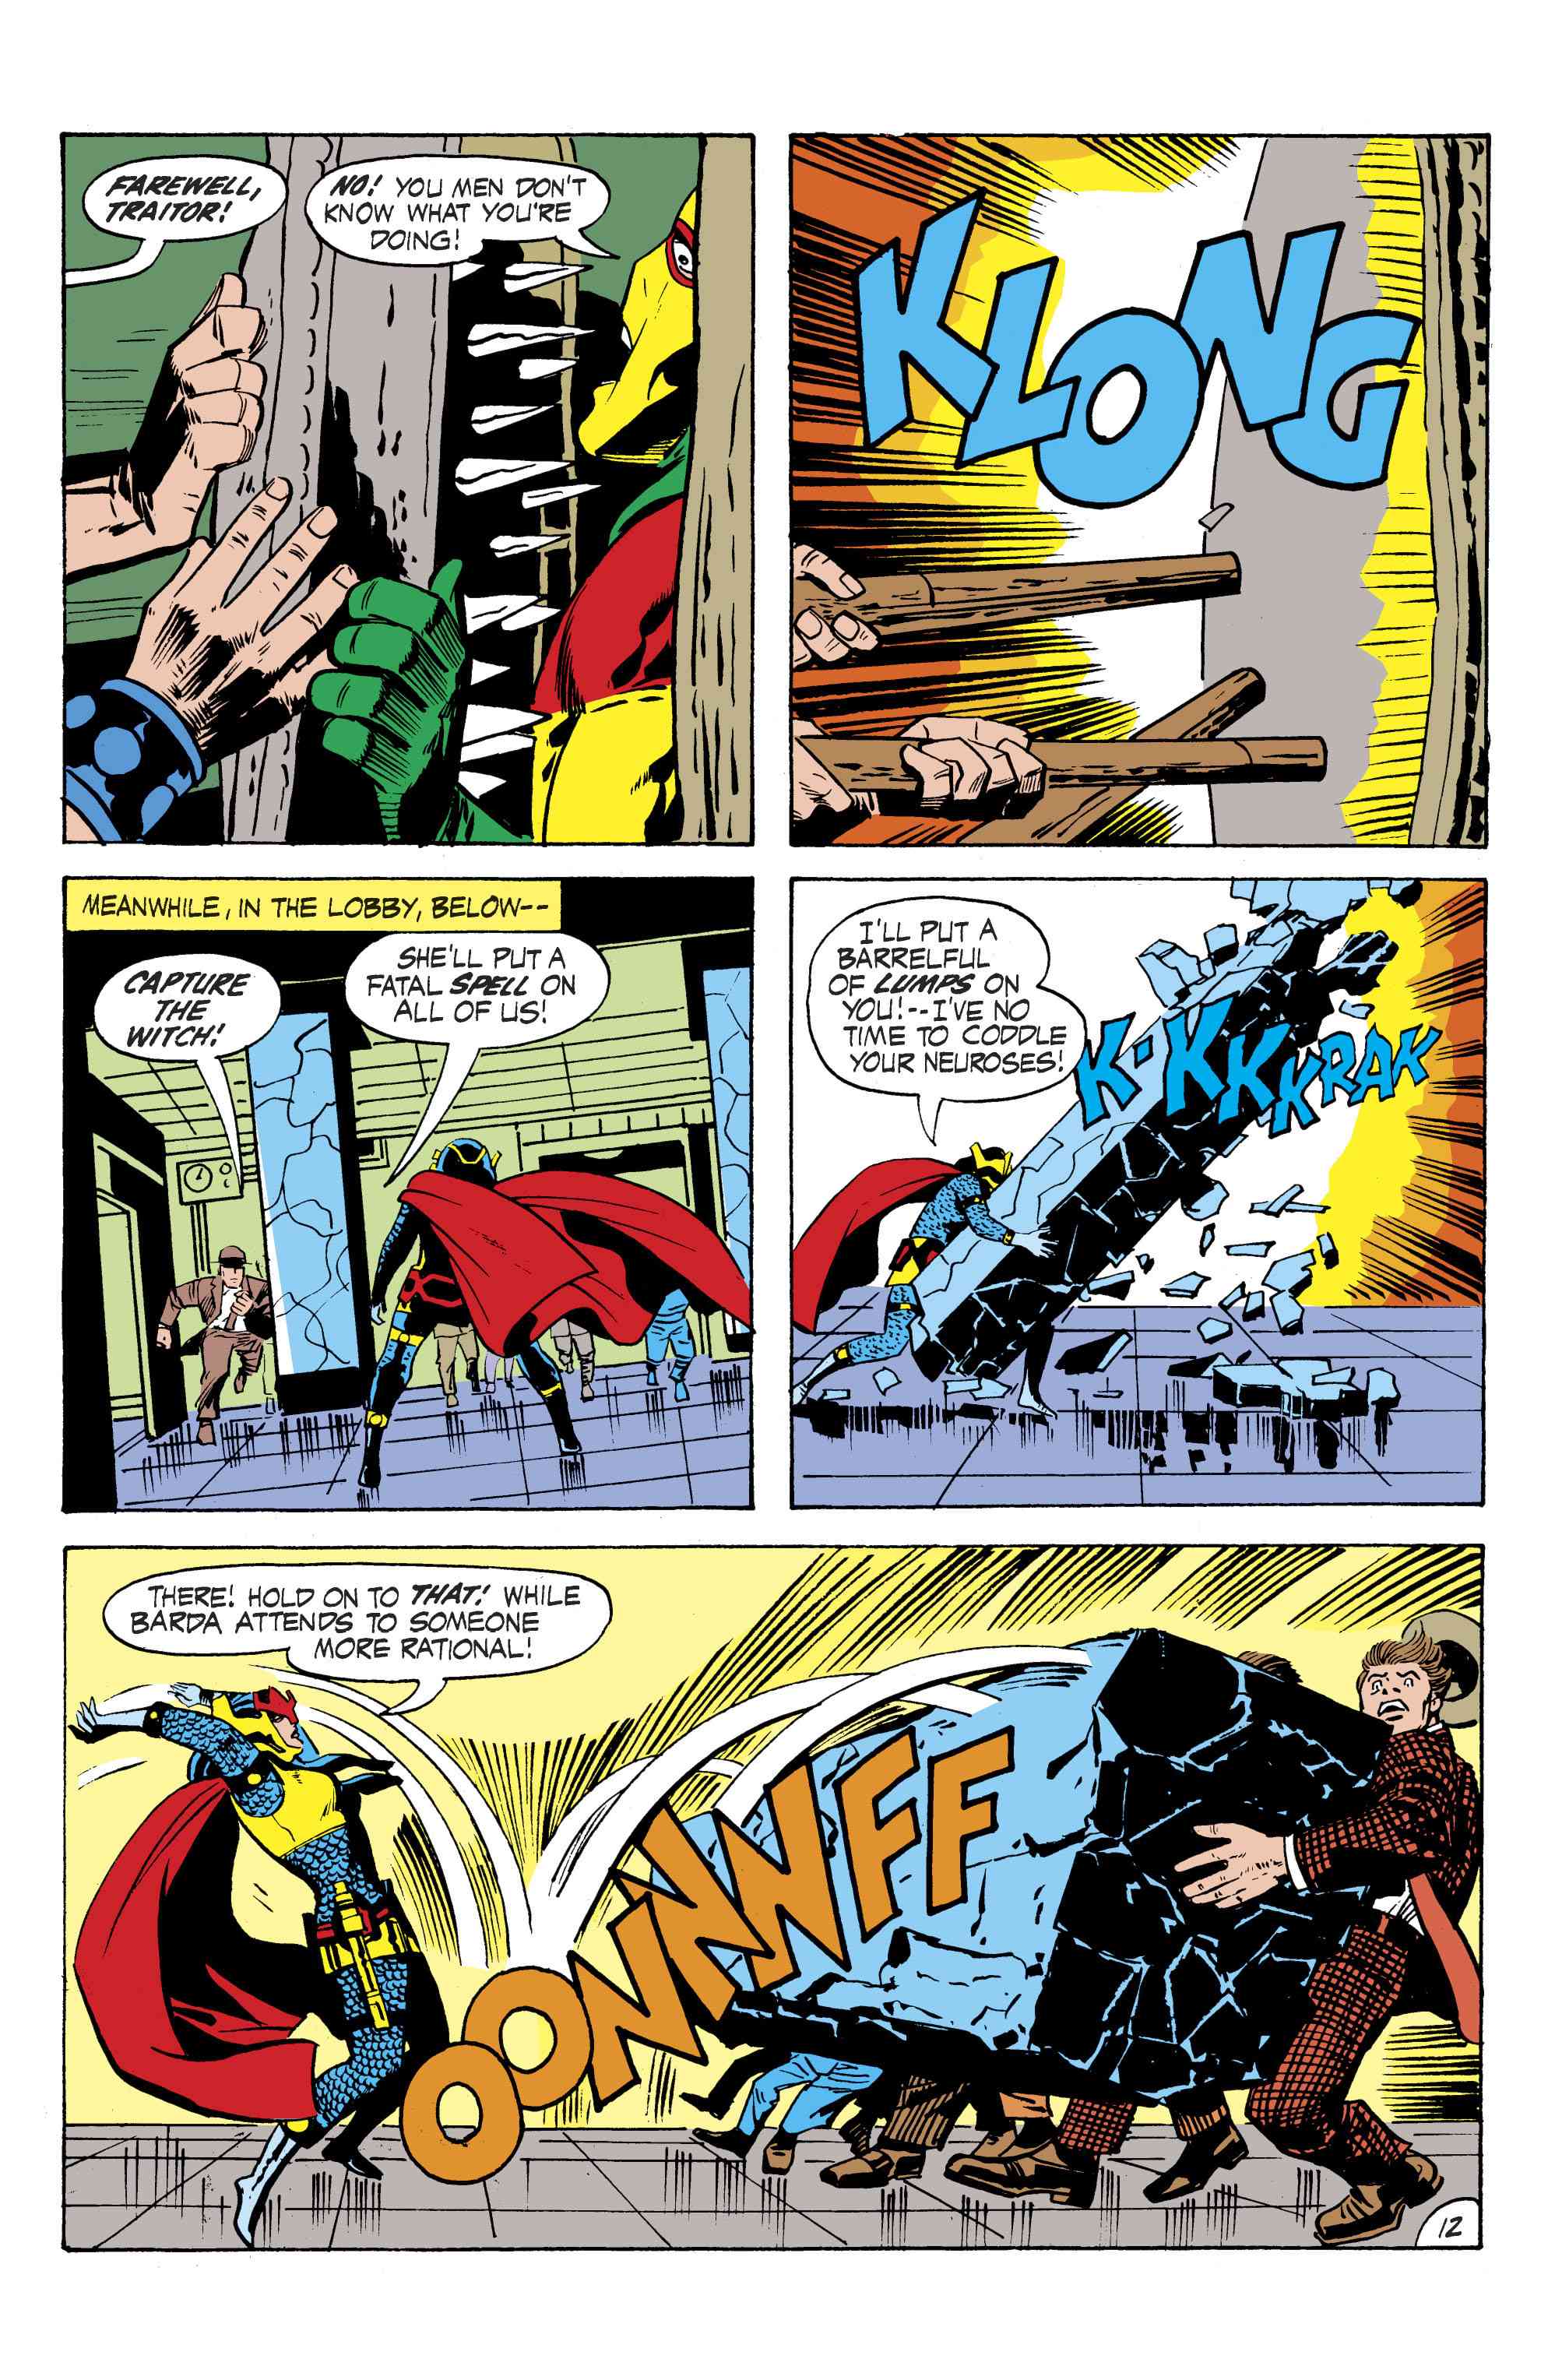 FAREWELL,
TRAITOR!
NO! YOU MEN DON'T
KNOW WHAT YOU'RE
DOING!
KLONG
MEANWHILE, IN THE LOBBY, BELOW--
CAPTURE
THE
WITCH!
SHE'LL PUT A
FATAL SPELL ON
ALL OF US!
I'LL PUT A
BARRELFUL
OF LUMPS ON
YOU!--I'VE NO
TIME TO CODDLE
YOUR NEUROSES!
K-KKKKRAK
THERE! HOLD ON TO THAT! WHILE
BARDA ATTENDS TO SOMEONE
MORE RATIONAL!
OONNNFF
12